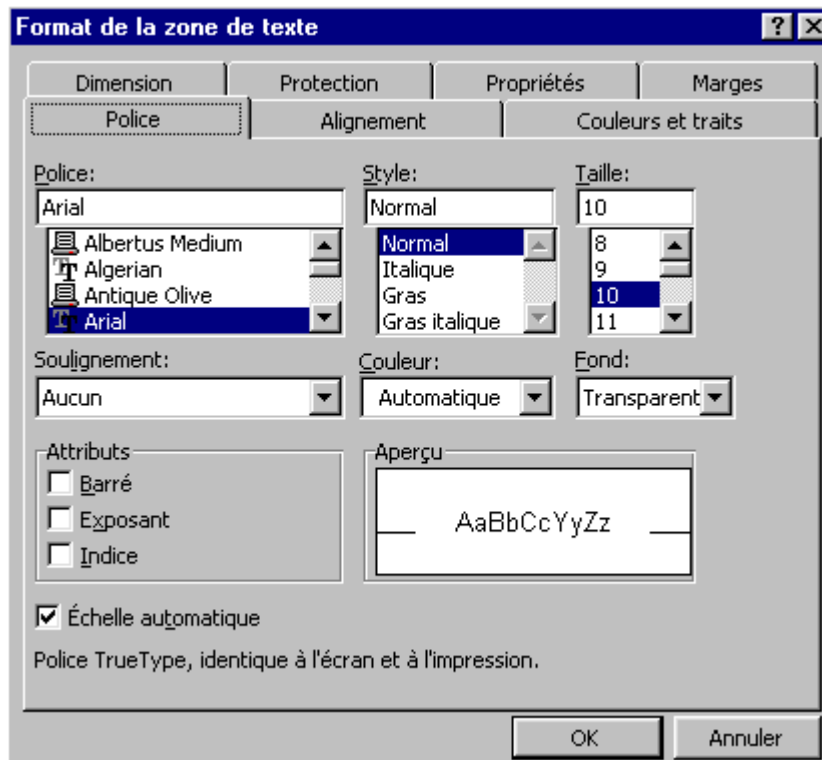 Format de la zone de texte
Dimension Protection Propriétés Marges
Police Alignement Couleurs et traits
Police: Style: Taille:
Arial Normal 10
Albertus Medium Normal 8
Algerian Italique 9
Antique Olive Gras 10
Arial Gras italique 11
Soulignement: Couleur: Fond:
Aucun Automatique Transparent
Attributs Aperçu
Barré
Exposant AaBbCcYyZz
Indice
Échelle automatique
Police TrueType, identique à l'écran et à l'impression.
OK Annuler